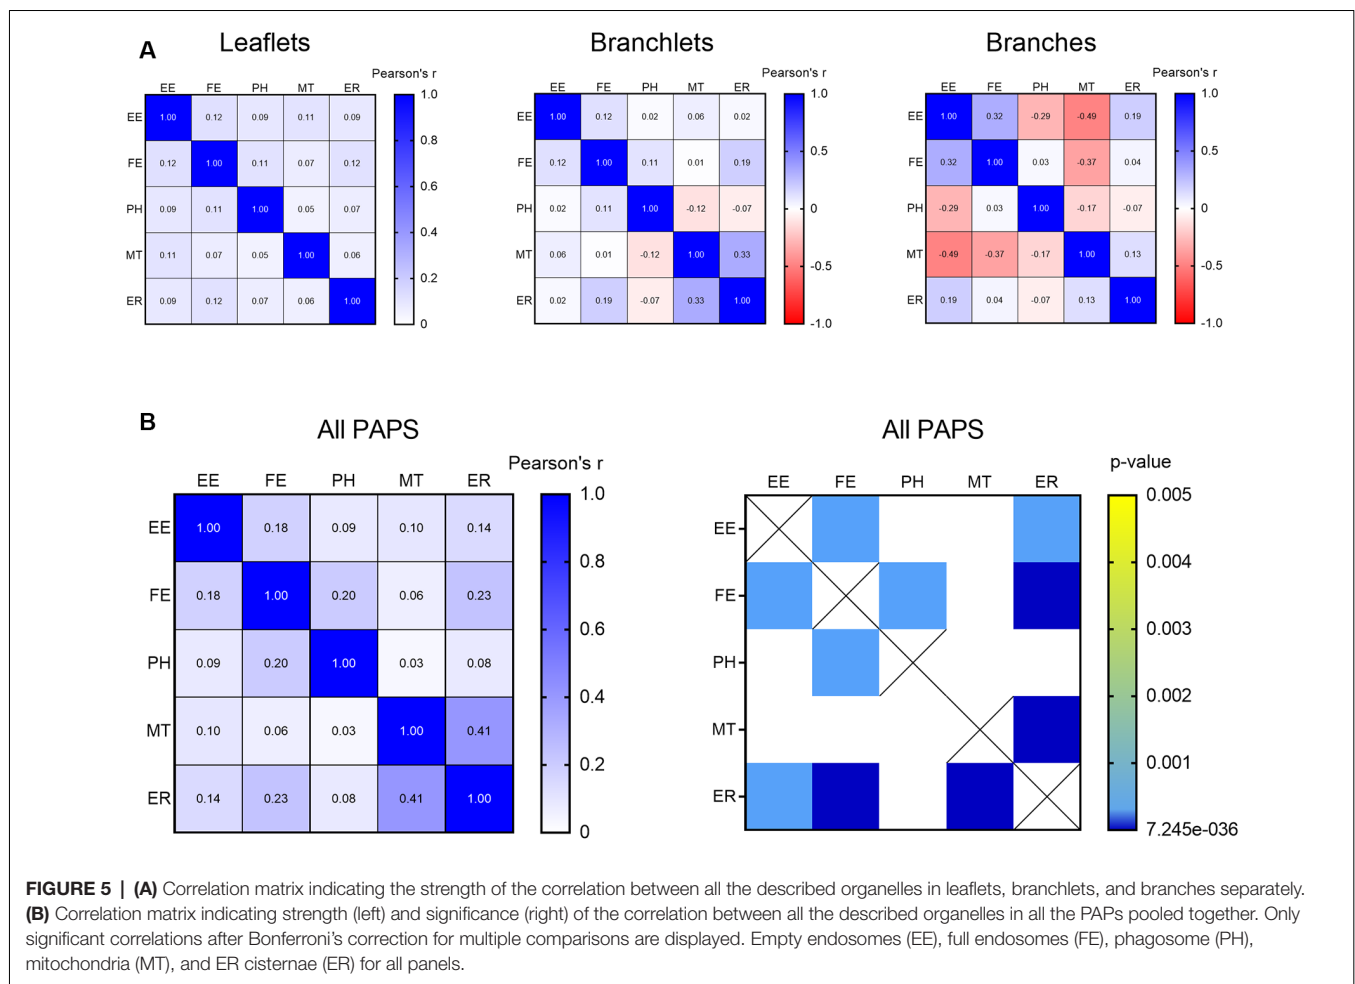 A
Leaflets
Branchlets
Branches
Pearson's r
Pearson's r
Pearson's r
EE FE PH MT ER
EE 1.00 0.12 0.09 0.11 0.09
FE 0.12 1.00 0.11 0.07 0.12
PH 0.09 0.11 1.00 0.05 0.07
MT 0.11 0.07 0.05 1.00 0.06
ER 0.09 0.12 0.07 0.06 1.00
1.0
0.8
0.6
0.4
0.2
0
EE FE PH MT ER
EE 1.00 0.12 0.02 0.06 0.02
FE 0.12 1.00 0.11 0.01 0.19
PH 0.02 0.11 1.00 -0.12 -0.07
MT 0.06 0.01 -0.12 1.00 0.33
ER 0.02 0.19 -0.07 0.33 1.00
1.0
0.5
0
-0.5
-1.0
EE FE PH MT ER
EE 1.00 0.32 -0.29 -0.49 0.19
FE 0.32 1.00 0.03 -0.37 0.04
PH -0.29 0.03 1.00 -0.17 -0.07
MT -0.49 -0.37 -0.17 1.00 0.13
ER 0.19 0.04 -0.07 0.13 1.00
1.0
0.5
0
-0.5
-1.0
B
All PAPS
Pearson's r
EE FE PH MT ER
EE 1.00 0.18 0.09 0.10 0.14
FE 0.18 1.00 0.20 0.06 0.23
PH 0.09 0.20 1.00 0.03 0.08
MT 0.10 0.06 0.03 1.00 0.41
ER 0.14 0.23 0.08 0.41 1.00
1.0
0.8
0.6
0.4
0.2
0
All PAPS
p-value
EE FE PH MT ER
EE
FE
PH
MT
ER
0.005
0.004
0.003
0.002
0.001
7.245e-036
FIGURE 5 | (A) Correlation matrix indicating the strength of the correlation between all the described organelles in leaflets, branchlets, and branches separately.
(B) Correlation matrix indicating strength (left) and significance (right) of the correlation between all the described organelles in all the PAPs pooled together. Only
significant correlations after Bonferroni's correction for multiple comparisons are displayed. Empty endosomes (EE), full endosomes (FE), phagosome (PH),
mitochondria (MT), and ER cisternae (ER) for all panels.